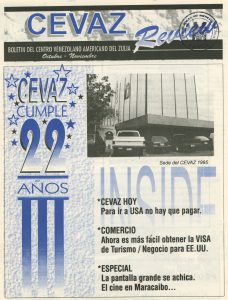 CEVAZ
Review
BOLETIN DEL CENTRO VENEZOLANO AMERICANO DEL ZULIA
Octubre - Noviembre
CEVAZ
CUMPLE
22
AÑOS
Sede del CEVAZ 1995
INSIDE
*CEVAZ HOY
Para ir a USA no hay que pagar.
*COMERCIO
Ahora es más fácil obtener la VISA
de Turismo / Negocio para EE.UU.
*ESPECIAL
La pantalla grande se achica.
El cine en Maracaibo...